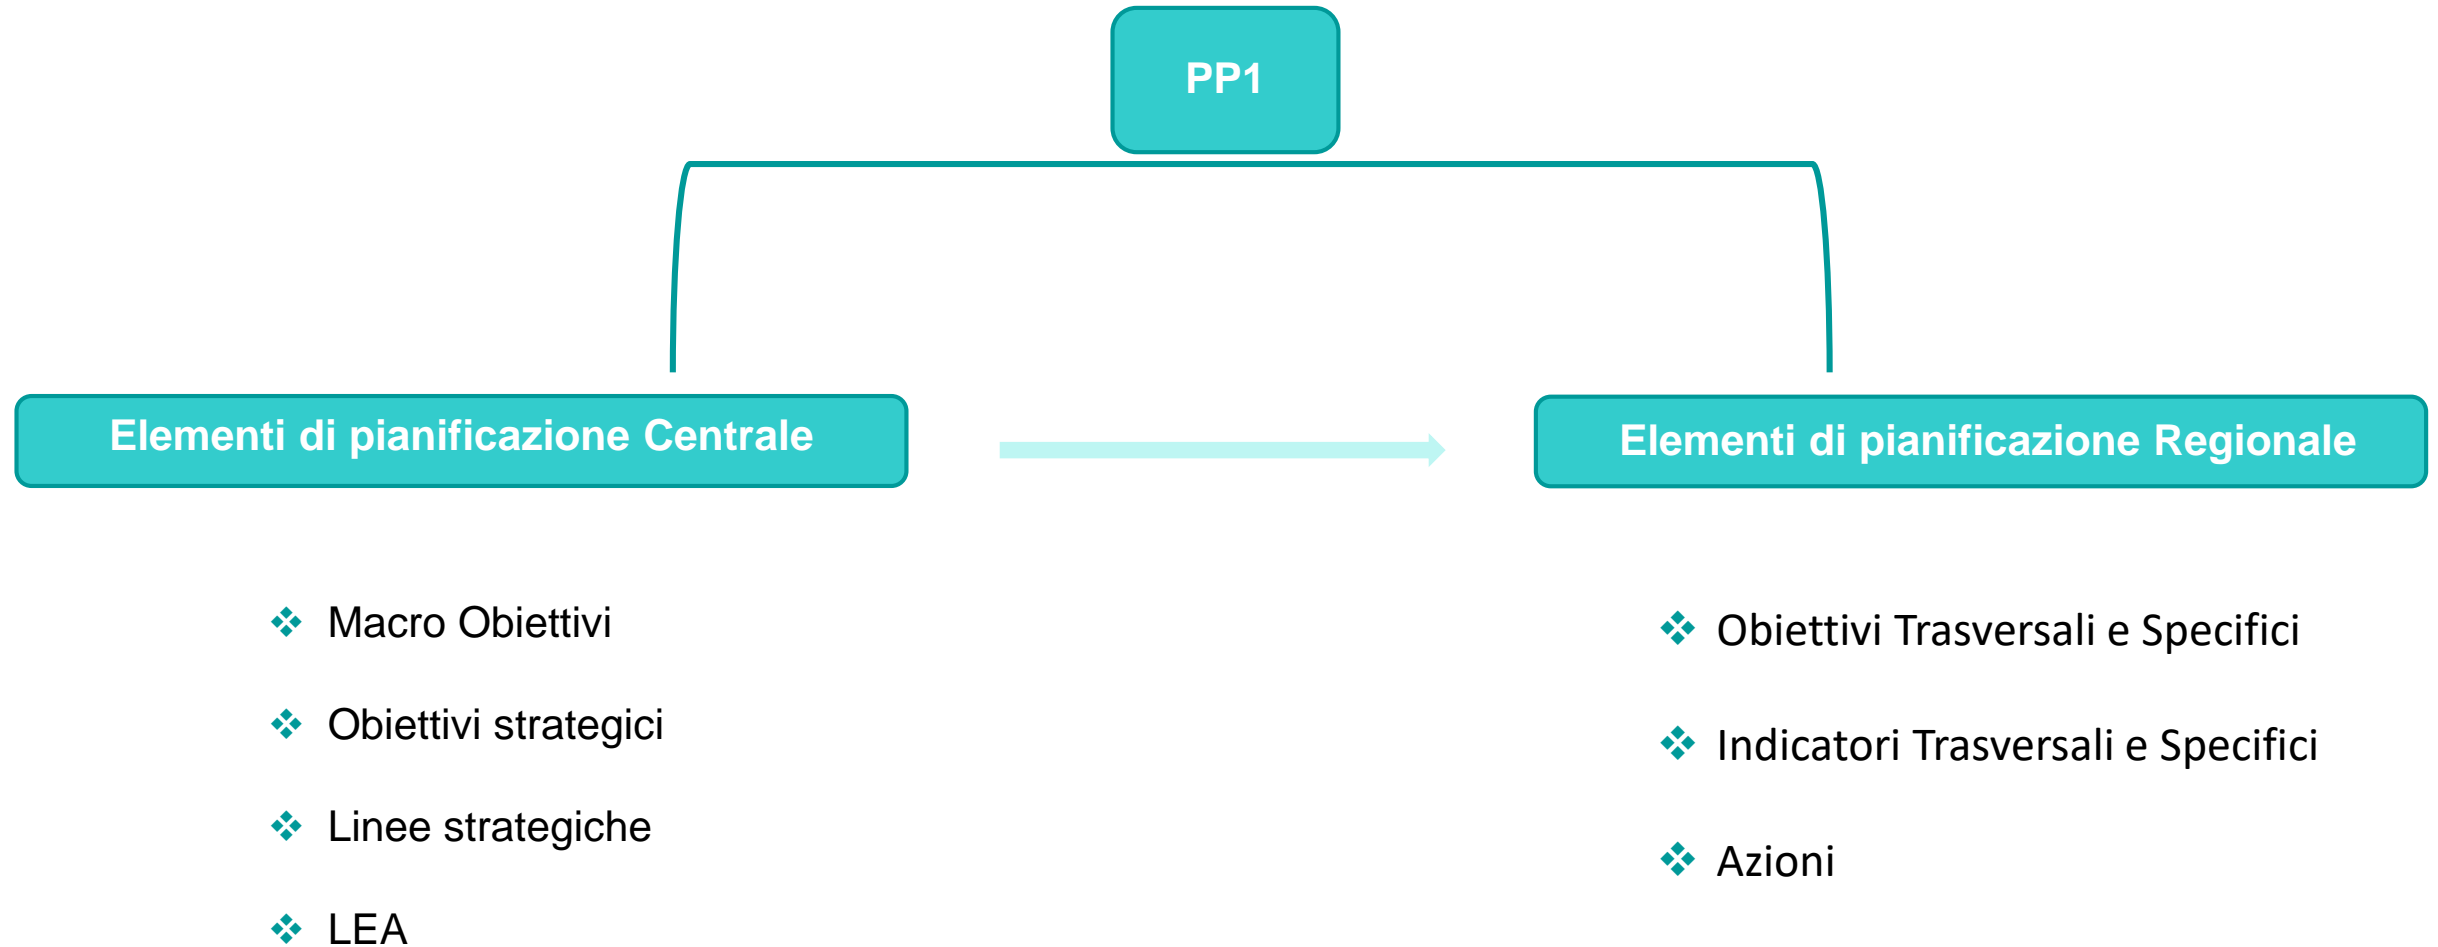 PP1
Elementi di pianificazione Centrale
Elementi di pianificazione Regionale
Macro Obiettivi
Obiettivi strategici
Linee strategiche
LEA
Obiettivi Trasversali e Specifici
Indicatori Trasversali e Specifici
Azioni